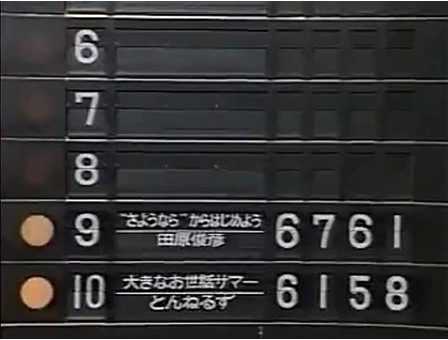 6
7
8
9 "さようなら"からはじめよう 6761
田原俊彦
10 大きなお世話サマー 6158
とんねるず